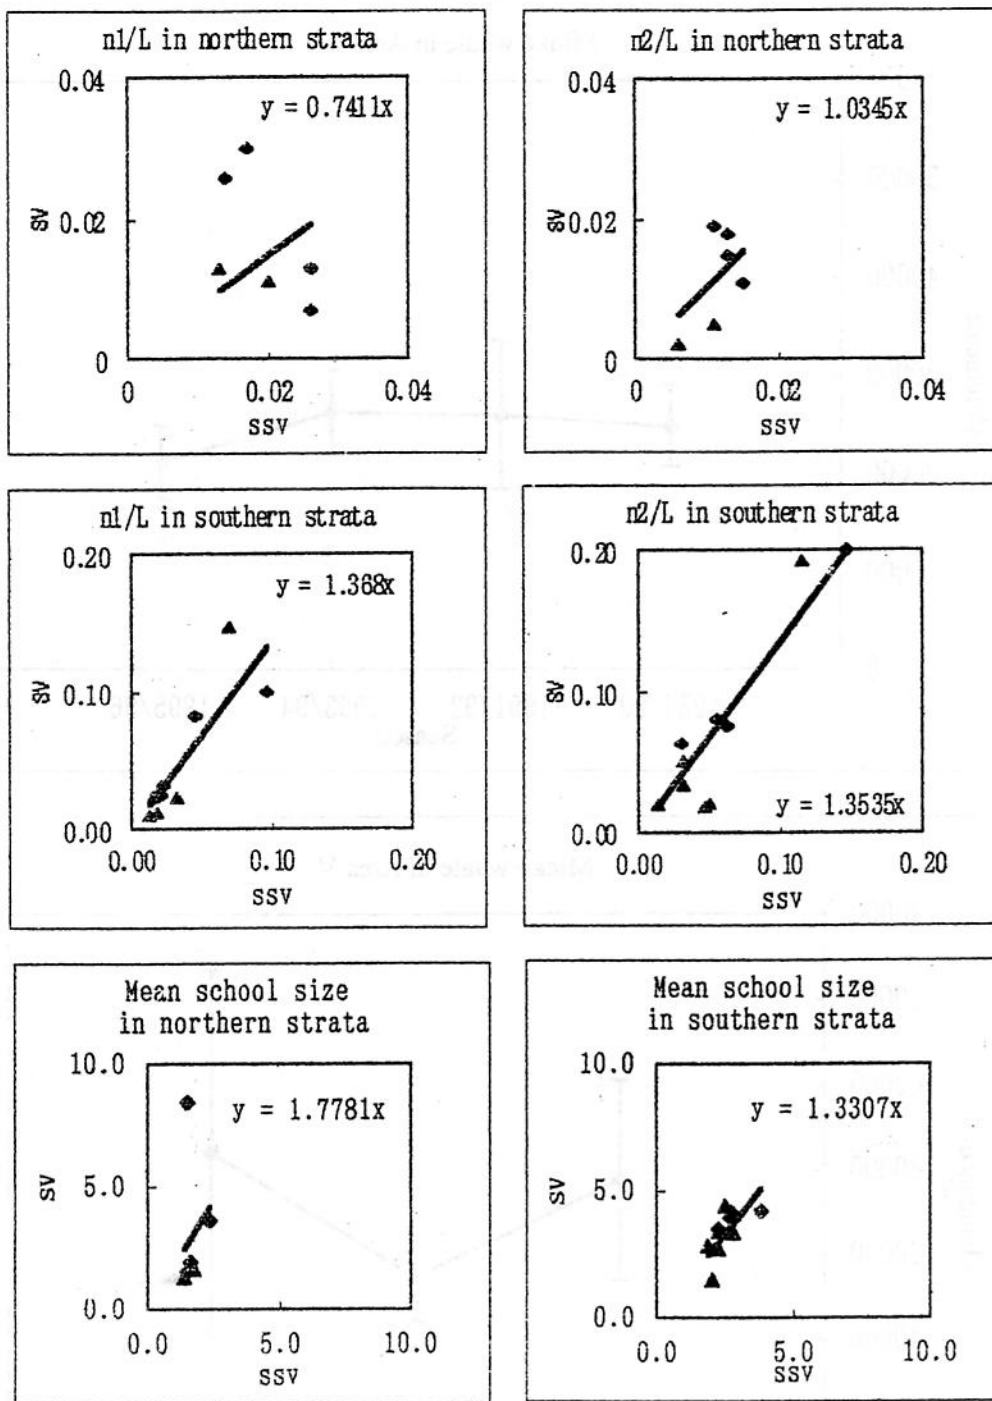 n1/L in northern strata
0.04
y = 0.7411x
SV
0.02
0
0
0.02
0.04
SSV
n2/L in northern strata
0.04
y = 1.0345x
SV
0.02
0
0
0.02
0.04
SSV
n1/L in southern strata
0.20
y = 1.368x
SV
0.10
0.00
0.00
0.10
0.20
SSV
n2/L in southern strata
0.20
SV
0.10
y = 1.3535x
0.00
0.00
0.10
0.20
SSV
Mean school size
in northern strata
10.0
y = 1.7781x
SV
5.0
0.0
0.0
5.0
10.0
SSV
Mean school size
in southern strata
10.0
y = 1.3307x
SV
5.0
0.0
0.0
5.0
10.0
SSV